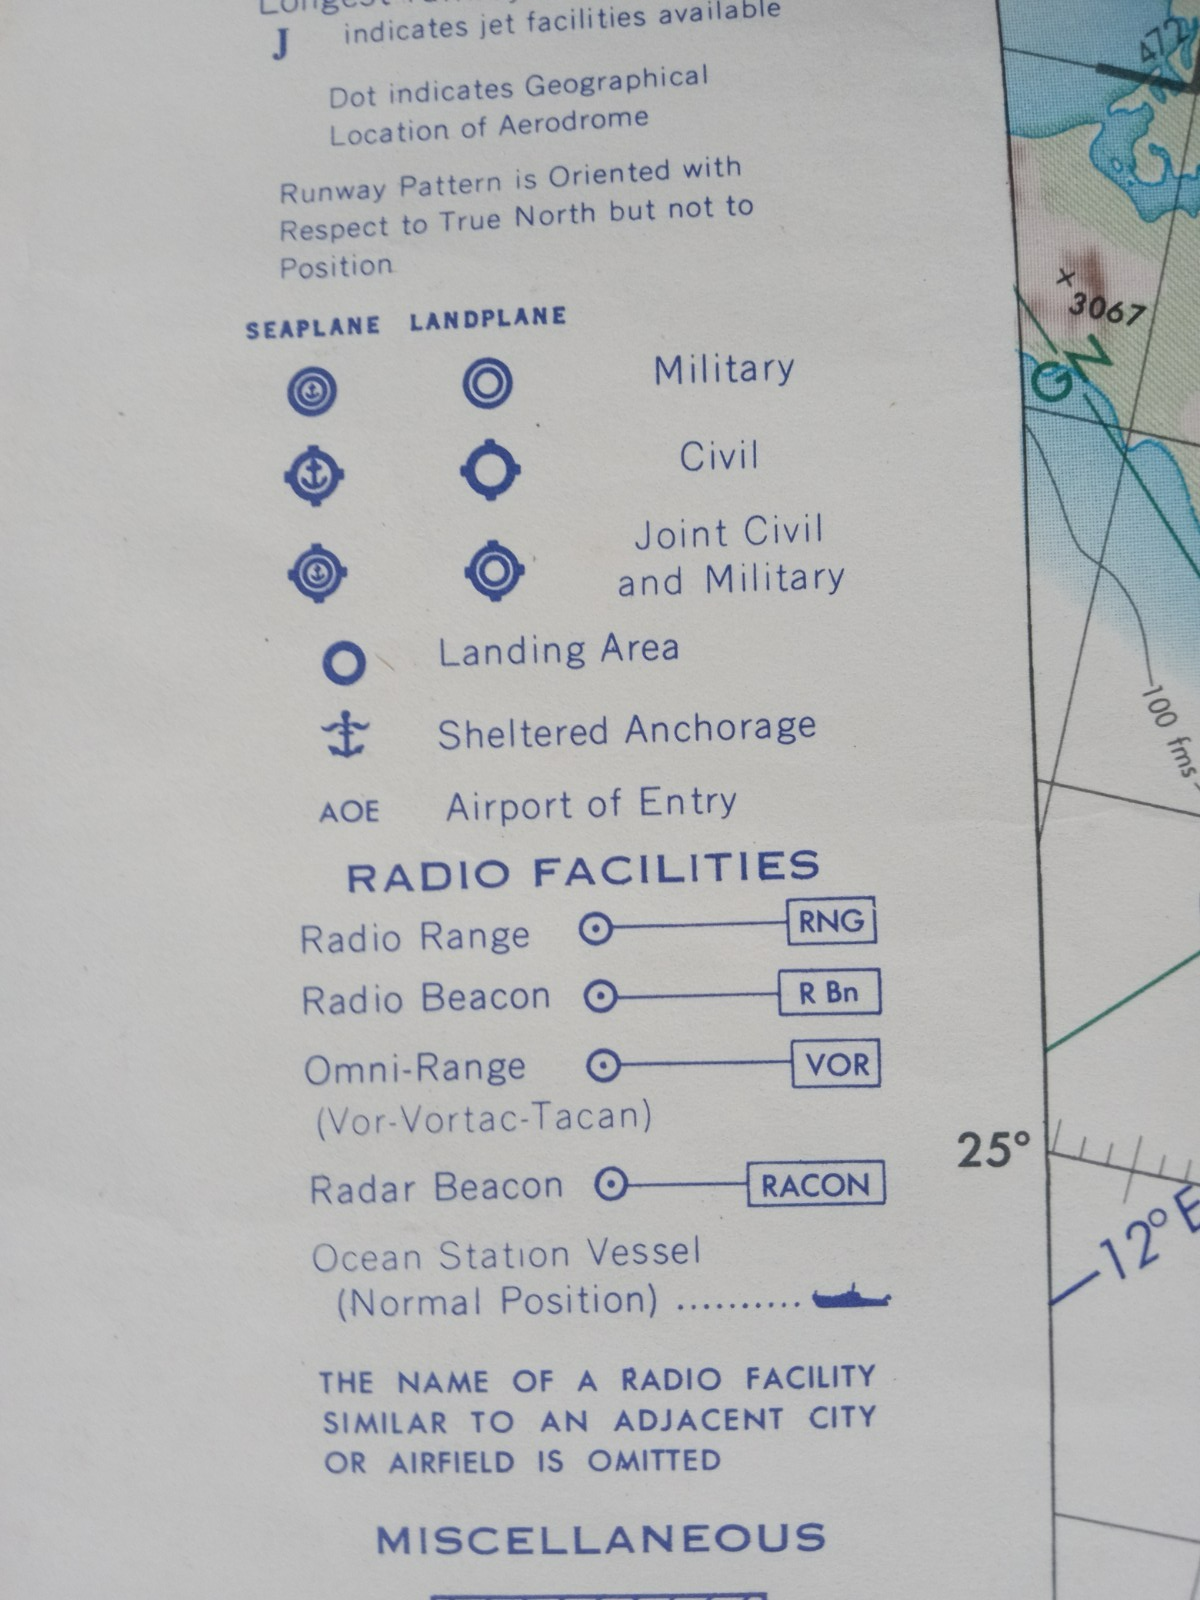 indicates jet facilities available
J
Dot indicates Geographical
Location of Aerodrome
Runway Pattern is Oriented with
Respect to True North but not to
Position
SEAPLANE LANDPLANE
Military
Civil
Joint Civil
and Military
Landing Area
Sheltered Anchorage
AOE Airport of Entry
RADIO FACILITIES
Radio Range RNG
Radio Beacon R Bn
Omni-Range VOR
(Vor-Vortac-Tacan)
Radar Beacon RACON
Ocean Station Vessel
(Normal Position) ..........
THE NAME OF A RADIO FACILITY
SIMILAR TO AN ADJACENT CITY
OR AIRFIELD IS OMITTED
MISCELLANEOUS
472
3067
GN
100 fms
25°
12° E